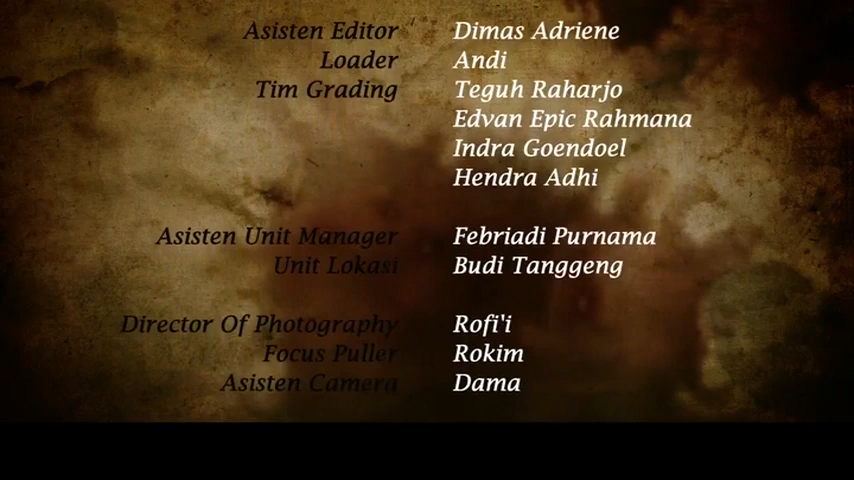 Asisten Editor Dimas Adriene
Loader Andi
Tim Grading Teguh Raharjo
Edvan Epic Rahmana
Indra Goendoel
Hendra Adhi
Asisten Unit Manager Febriadi Purnama
Unit Lokasi Budi Tanggeng
Director Of Photography Rofi'i
Focus Puller Rokim
Asisten Camera Dama